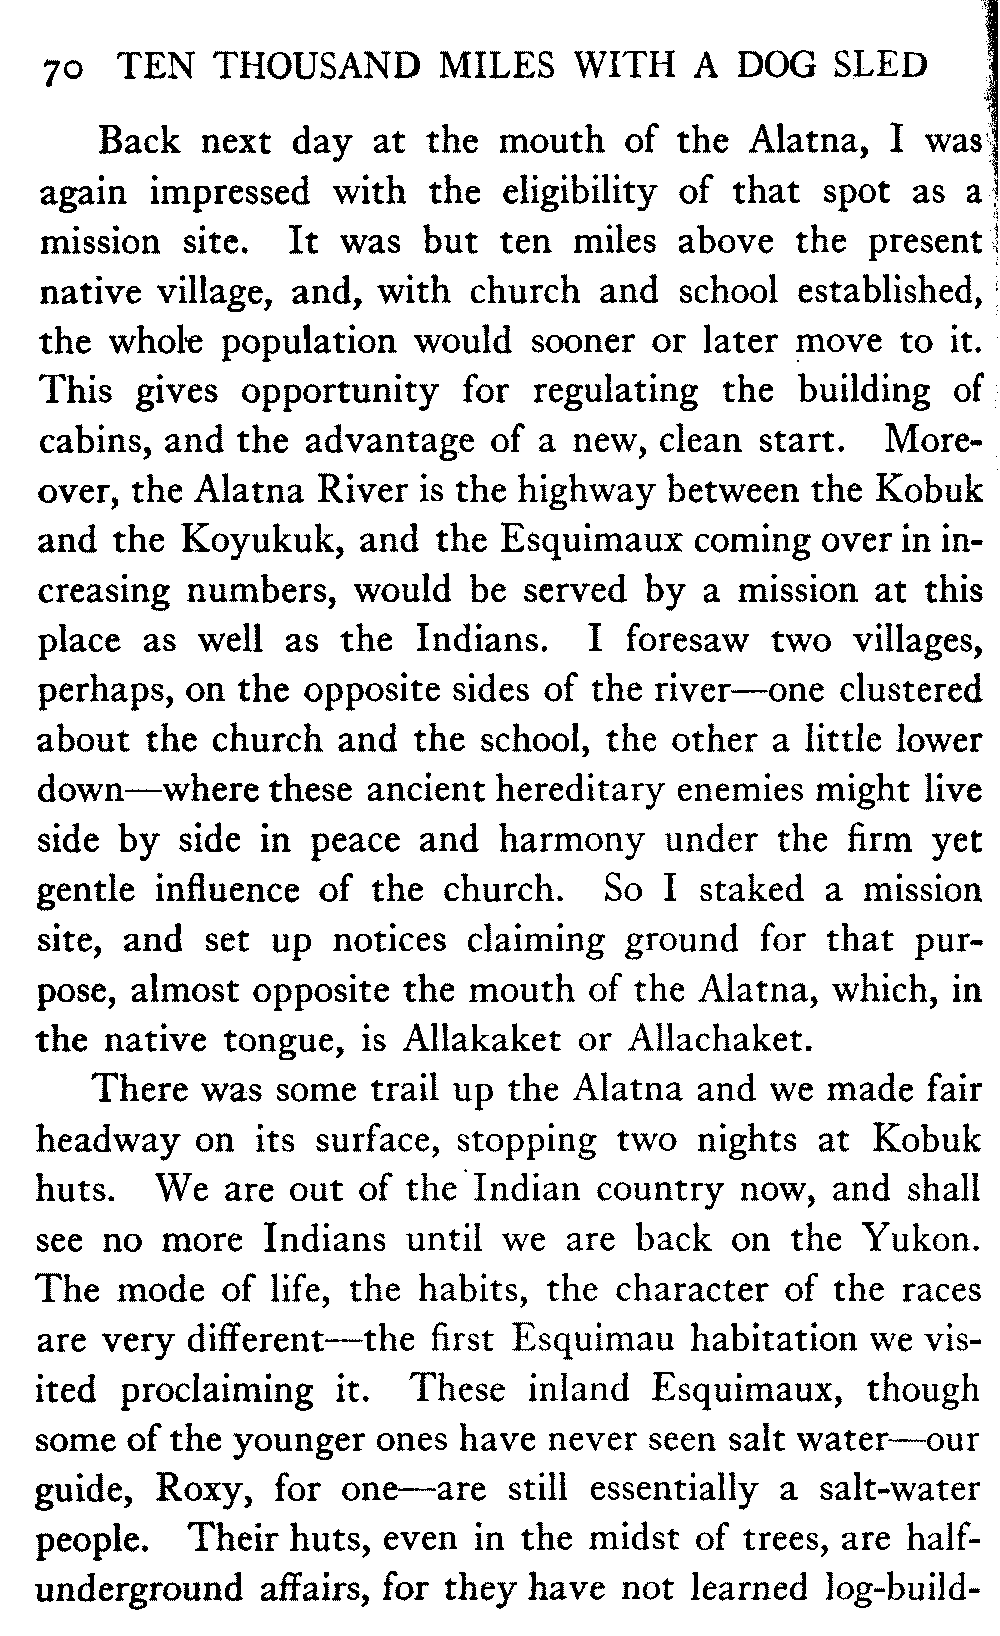 70 TEN THOUSAND MILES WITH A DOG SLED
Back next day at the mouth of the Alatna, I was
again impressed with the eligibility of that spot as a
mission site. It was but ten miles above the present
native village, and, with church and school established,
the whole population would sooner or later move to it.
This gives opportunity for regulating the building of
cabins, and the advantage of a new, clean start. More-
over, the Alatna River is the highway between the Kobuk
and the Koyukuk, and the Esquimaux coming over in in-
creasing numbers, would be served by a mission at this
place as well as the Indians. I foresaw two villages,
perhaps, on the opposite sides of the river—one clustered
about the church and the school, the other a little lower
down—where these ancient hereditary enemies might live
side by side in peace and harmony under the firm yet
gentle influence of the church. So I staked a mission
site, and set up notices claiming ground for that pur-
pose, almost opposite the mouth of the Alatna, which, in
the native tongue, is Allakaket or Allachaket.
There was some trail up the Alatna and we made fair
headway on its surface, stopping two nights at Kobuk
huts. We are out of the Indian country now, and shall
see no more Indians until we are back on the Yukon.
The mode of life, the habits, the character of the races
are very different—the first Esquimau habitation we vis-
ited proclaiming it. These inland Esquimaux, though
some of the younger ones have never seen salt water—our
guide, Roxy, for one—are still essentially a salt-water
people. Their huts, even in the midst of trees, are half-
underground affairs, for they have not learned log-build-